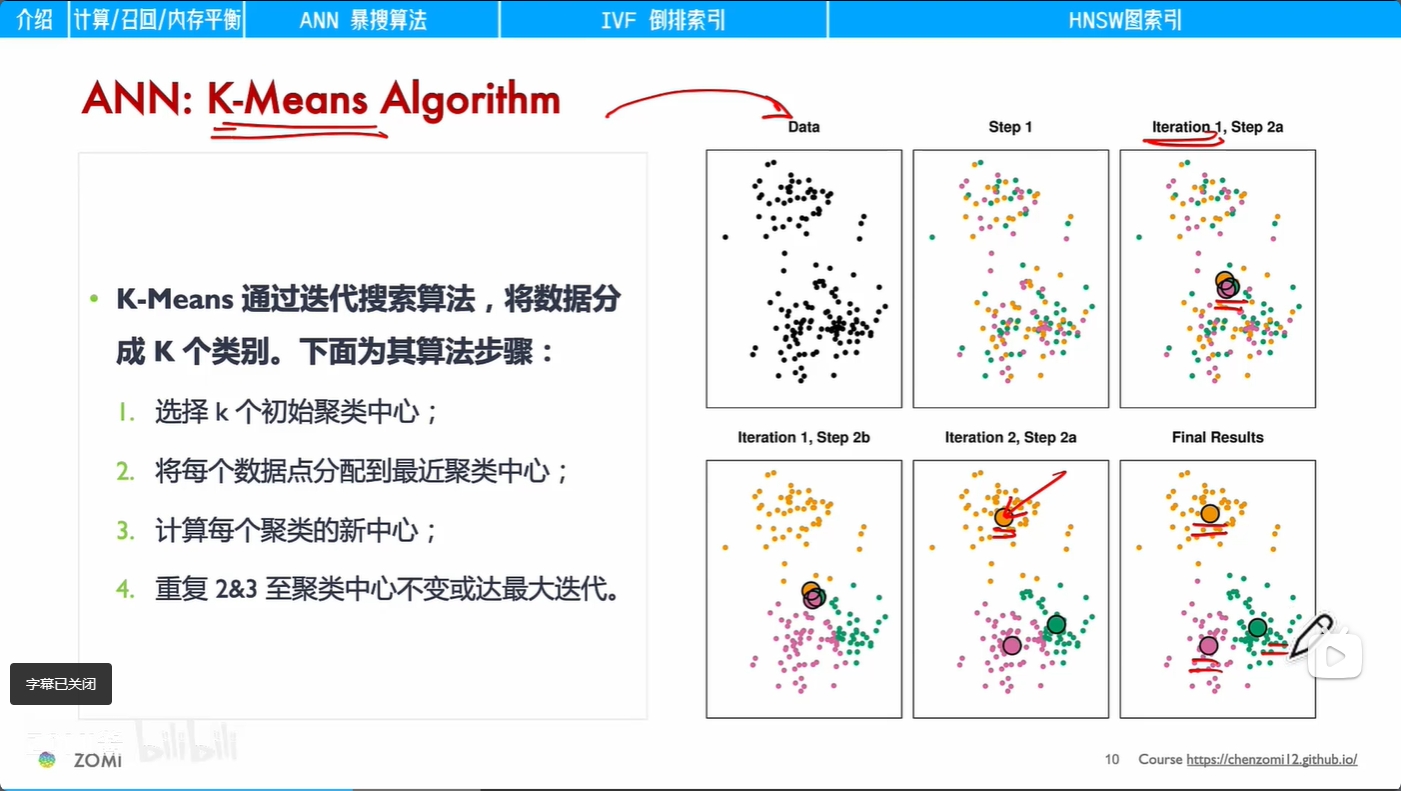 介绍
计算/召回/内存平衡
ANN 暴搜算法
IVF 倒排索引
HNSW图索引
ANN: K-Means Algorithm
• K-Means 通过迭代搜索算法，将数据分
成 K 个类别。下面为其算法步骤：
1. 选择 k 个初始聚类中心；
2. 将每个数据点分配到最近聚类中心；
3. 计算每个聚类的新中心；
4. 重复 2&3 至聚类中心不变或达最大迭代。
Data
Step 1
Iteration 1, Step 2a
Iteration 1, Step 2b
Iteration 2, Step 2a
Final Results
字幕已关闭
bilibili
ZOMI
10
Course https://chenzomi12.github.io/